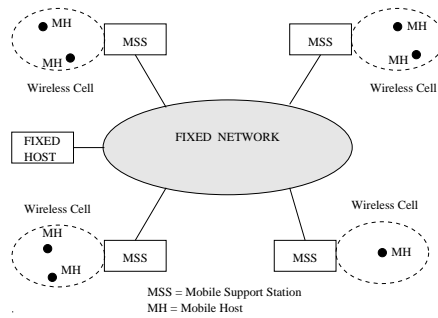 MH
MSS
MH
Wireless Cell
MSS
MH
MH
Wireless Cell
FIXED
HOST
FIXED NETWORK
Wireless Cell
MH
MH
MSS
Wireless Cell
MSS
MH
MSS = Mobile Support Station
MH = Mobile Host